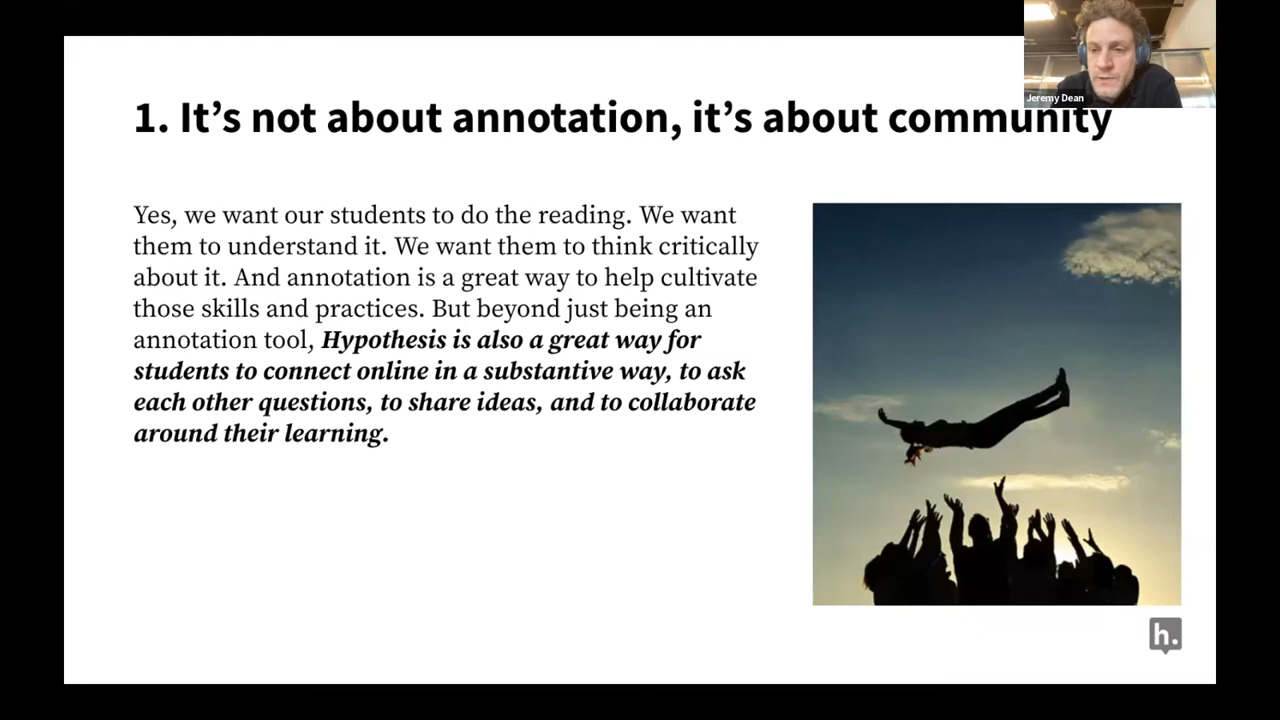 Jeremy Dean
1. It’s not about annotation, it’s about community
Yes, we want our students to do the reading. We want
them to understand it. We want them to think critically
about it. And annotation is a great way to help cultivate
those skills and practices. But beyond just being an
annotation tool, Hypothesis is also a great way for
students to connect online in a substantive way, to ask
each other questions, to share ideas, and to collaborate
around their learning.
h.